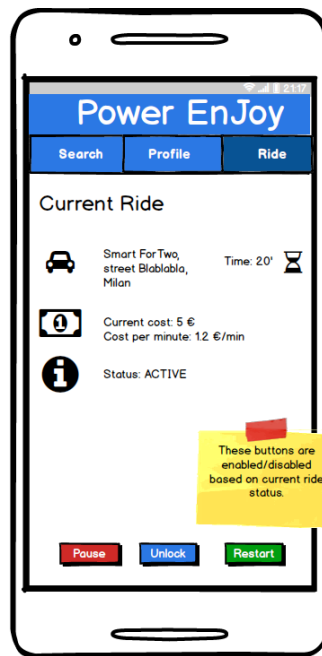 21:17
Power EnJoy
Search Profile Ride
Current Ride
Smart ForTwo,
street Blablabla,
Milan
Time: 20'
1
Current cost: 5 €
Cost per minute: 1.2 €/min
i
Status: ACTIVE
These buttons are
enabled/disabled
based on current ride
status.
Pause Unlock Restart